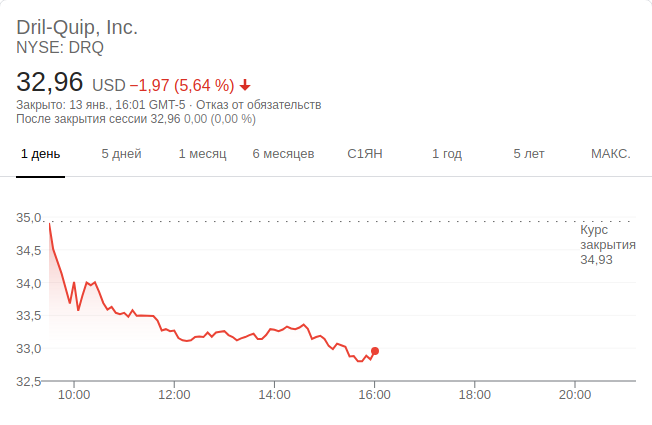 Dril-Quip, Inc.
NYSE: DRQ
32,96 USD −1,97 (5,64 %)
Закрыто: 13 янв., 16:01 GMT-5 · Отказ от обязательств
После закрытия сессии 32,96 0,00 (0,00 %)
1 день 5 дней 1 месяц 6 месяцев С1ЯН 1 год 5 лет МАКС.
35,0
Курс
закрытия
34,93
34,5
34,0
33,5
33,0
32,5
10:00 12:00 14:00 16:00 18:00 20:00